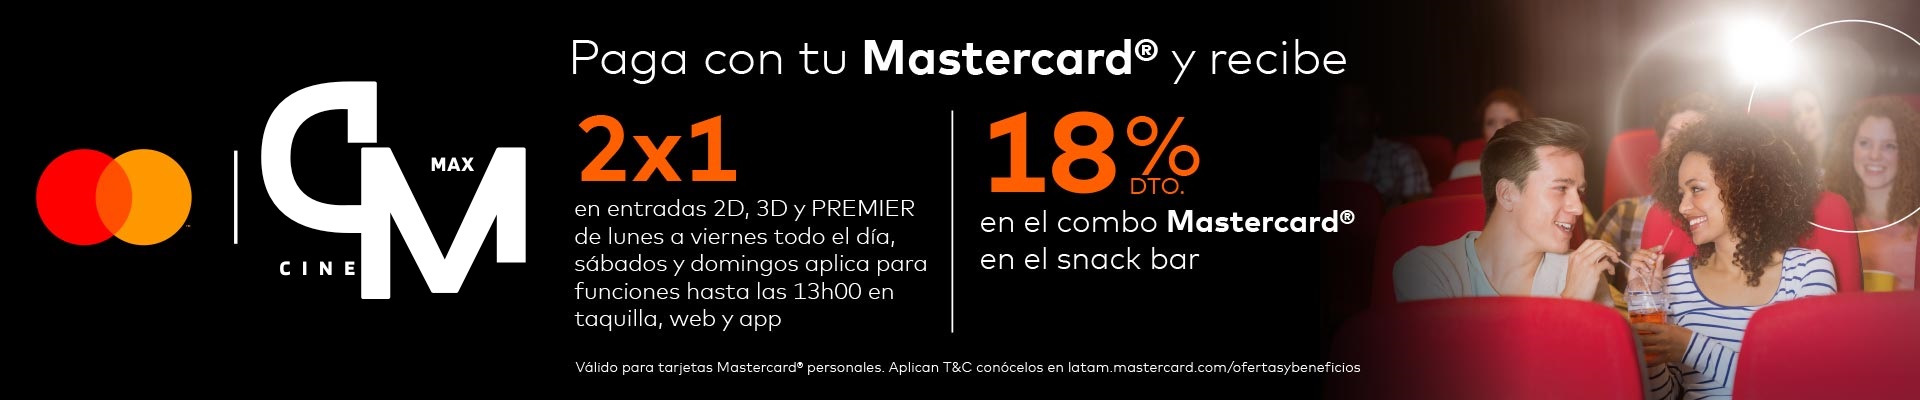 Paga con tu Mastercard® y recibe
CM
MAX
CINE
2x1
en entradas 2D, 3D y PREMIER
de lunes a viernes todo el día,
sábados y domingos aplica para
funciones hasta las 13h00 en
taquilla, web y app
18%
DTO.
en el combo Mastercard®
en el snack bar
Válido para tarjetas Mastercard® personales. Aplican T&C conócelos en latam.mastercard.com/ofertasybeneficios